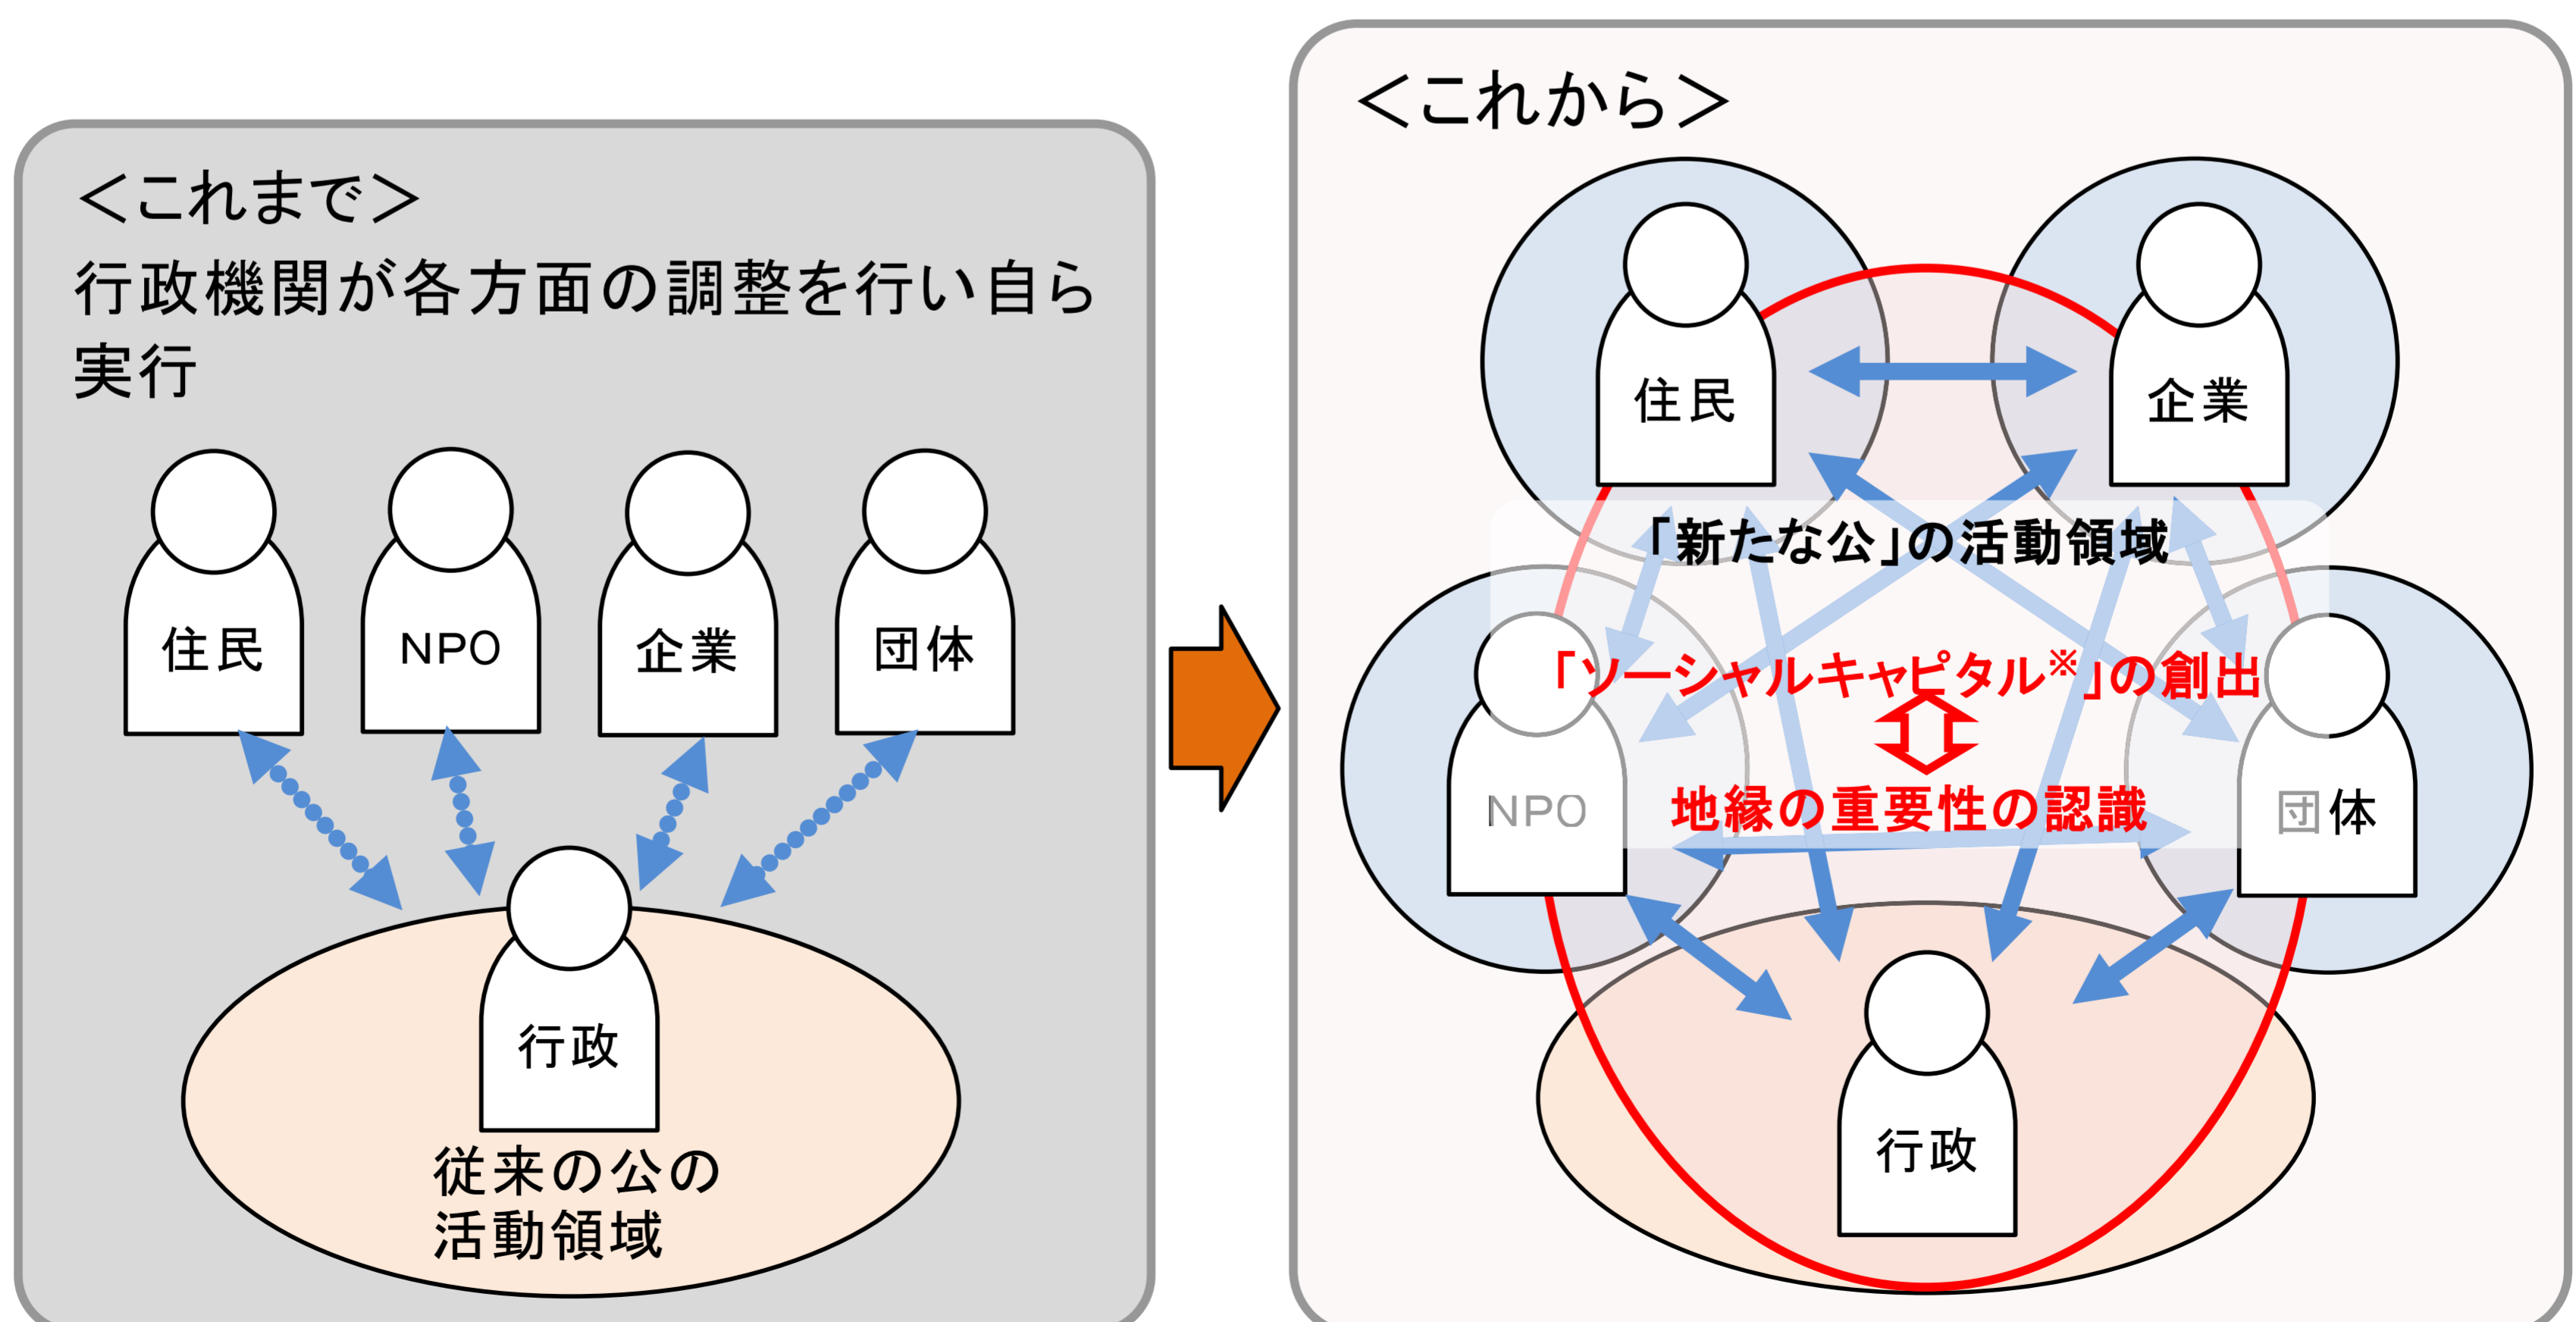 ＜これまで＞
行政機関が各方面の調整を行い自ら
実行
住民
NPO
企業
団体
行政
従来の公の
活動領域
＜これから＞
住民
企業
「新たな公」の活動領域
「ソーシャルキャピタル※」の創出
地縁の重要性の認識
NPO
団体
行政